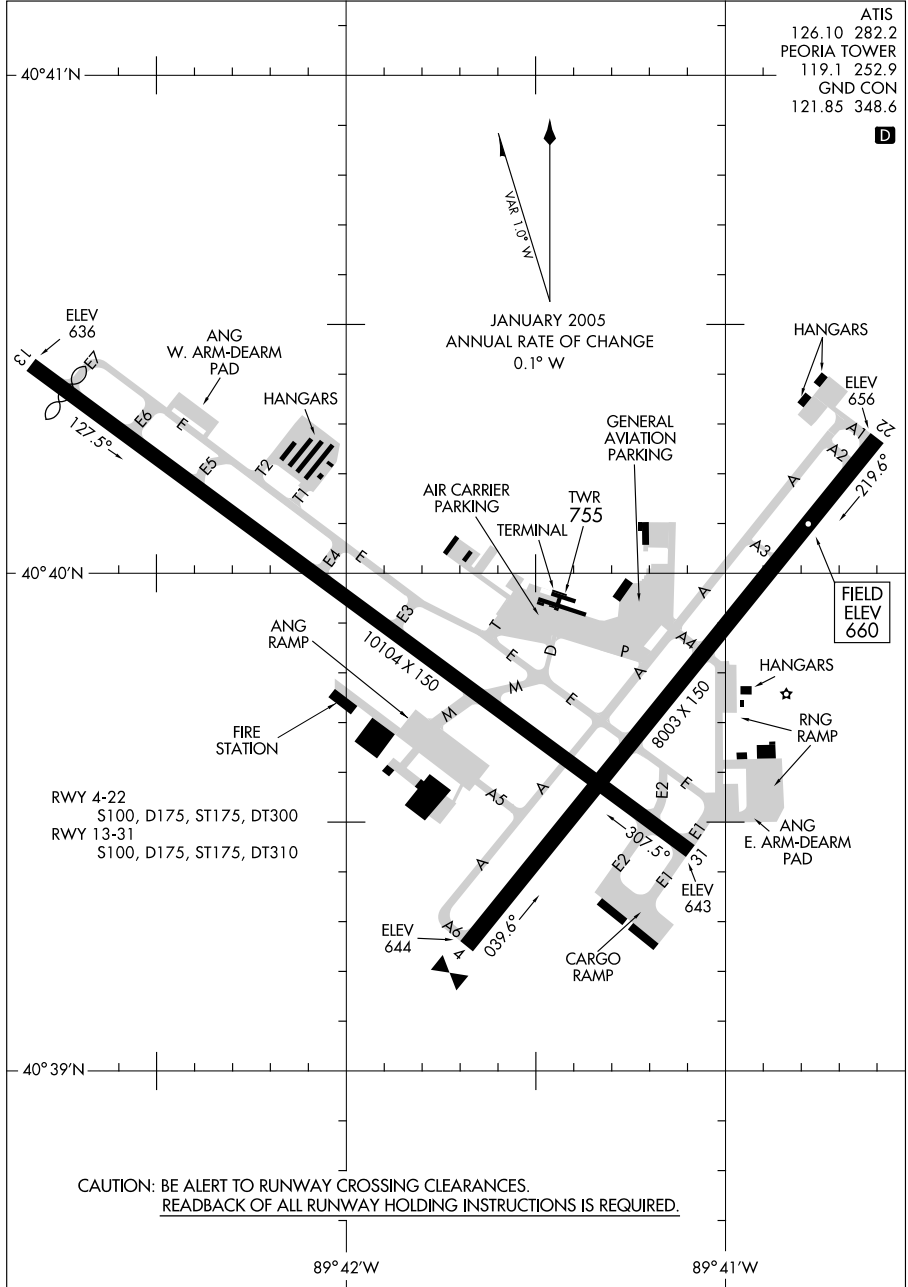 ATIS
126.10 282.2
PEORIA TOWER
119.1 252.9
GND CON
121.85 348.6
D
40°41'N
VAR 1.0° W
JANUARY 2005
ANNUAL RATE OF CHANGE
0.1° W
ELEV
636
13
E7
ANG
W. ARM-DEARM
PAD
HANGARS
127.5°
E6
E
E5
T2
T1
HANGARS
ELEV
656
22
A1
A2
219.6°
A
GENERAL
AVIATION
PARKING
AIR CARRIER
PARKING
TWR
755
TERMINAL
A3
40°40'N
E4
E
A
FIELD
ELEV
660
E3
T
E
D
P
A
A4
ANG
RAMP
10104 X 150
M
M
E
8003 X 150
HANGARS
RNG
RAMP
FIRE
STATION
A5
A
E2
E
RWY 4-22
S100, D175, ST175, DT300
RWY 13-31
S100, D175, ST175, DT310
307.5°
E1
31
ANG
E. ARM-DEARM
PAD
A
E2
E1
ELEV
643
ELEV
644
A6
4
039.6°
CARGO
RAMP
40°39'N
CAUTION: BE ALERT TO RUNWAY CROSSING CLEARANCES.
READBACK OF ALL RUNWAY HOLDING INSTRUCTIONS IS REQUIRED.
89°42'W
89°41'W